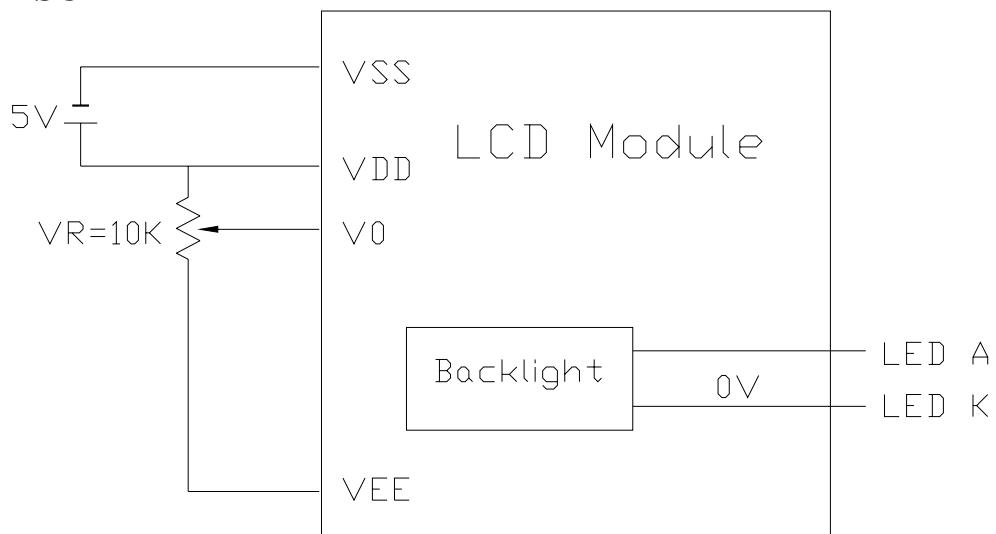 VSS
5V
LCD Module
VDD
VR=10K
V0
LED A
Backlight
0V
LED K
VEE